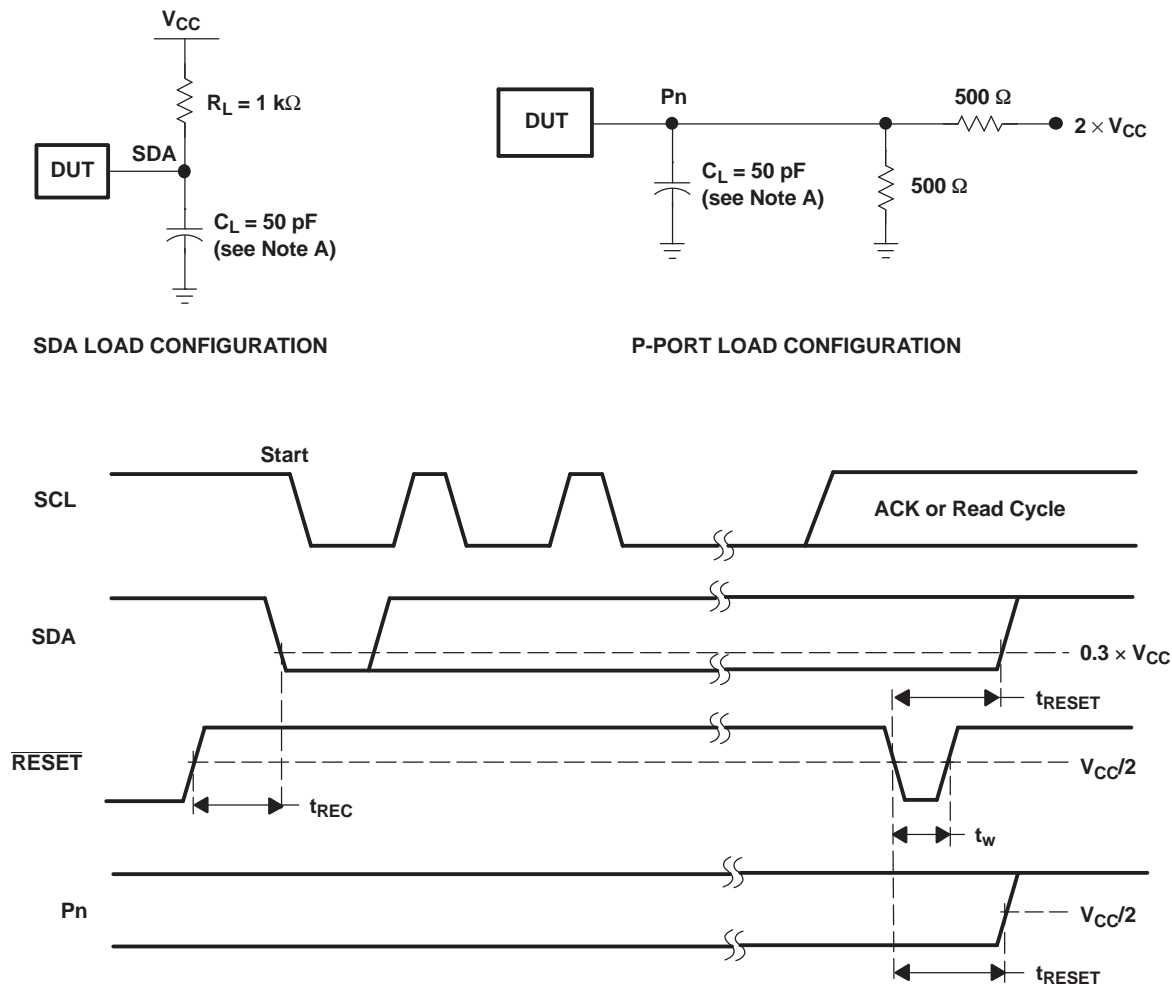 VCC
RL = 1 kΩ
SDA
DUT
CL = 50 pF
(see Note A)
SDA LOAD CONFIGURATION
DUT
Pn
500 Ω
2 × VCC
CL = 50 pF
(see Note A)
500 Ω
P-PORT LOAD CONFIGURATION
Start
SCL
ACK or Read Cycle
SDA
0.3 × VCC
tRESET
RESET
VCC/2
tREC
tw
Pn
VCC/2
tRESET